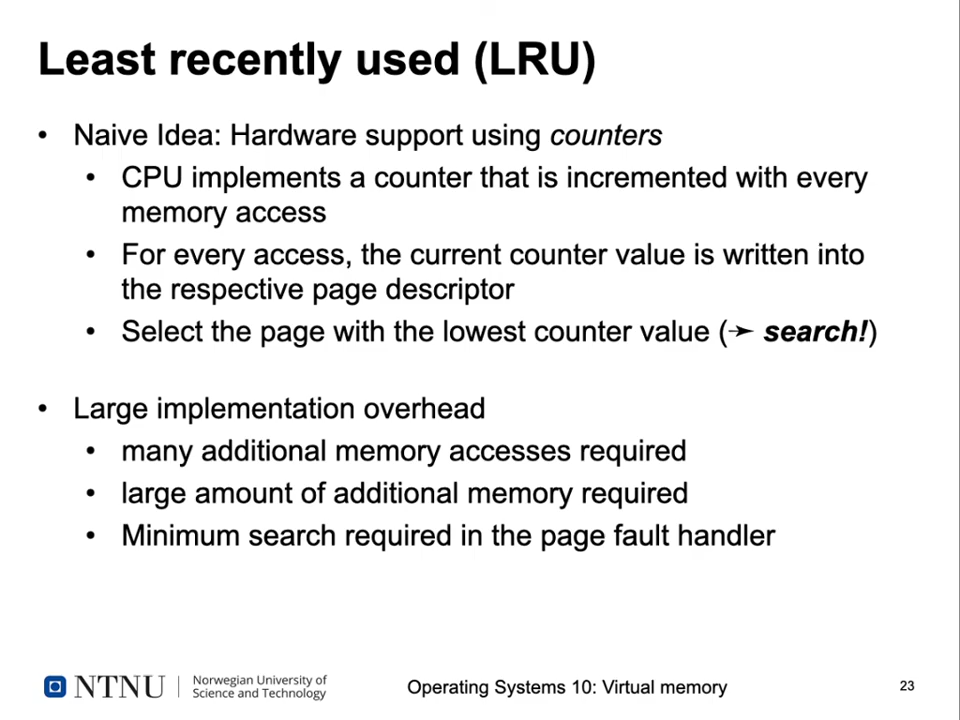 Least recently used (LRU)
• Naive Idea: Hardware support using counters
• CPU implements a counter that is incremented with every
memory access
• For every access, the current counter value is written into
the respective page descriptor
• Select the page with the lowest counter value (➛ search!)
• Large implementation overhead
• many additional memory accesses required
• large amount of additional memory required
• Minimum search required in the page fault handler
NTNU
Norwegian University of
Science and Technology
Operating Systems 10: Virtual memory
23